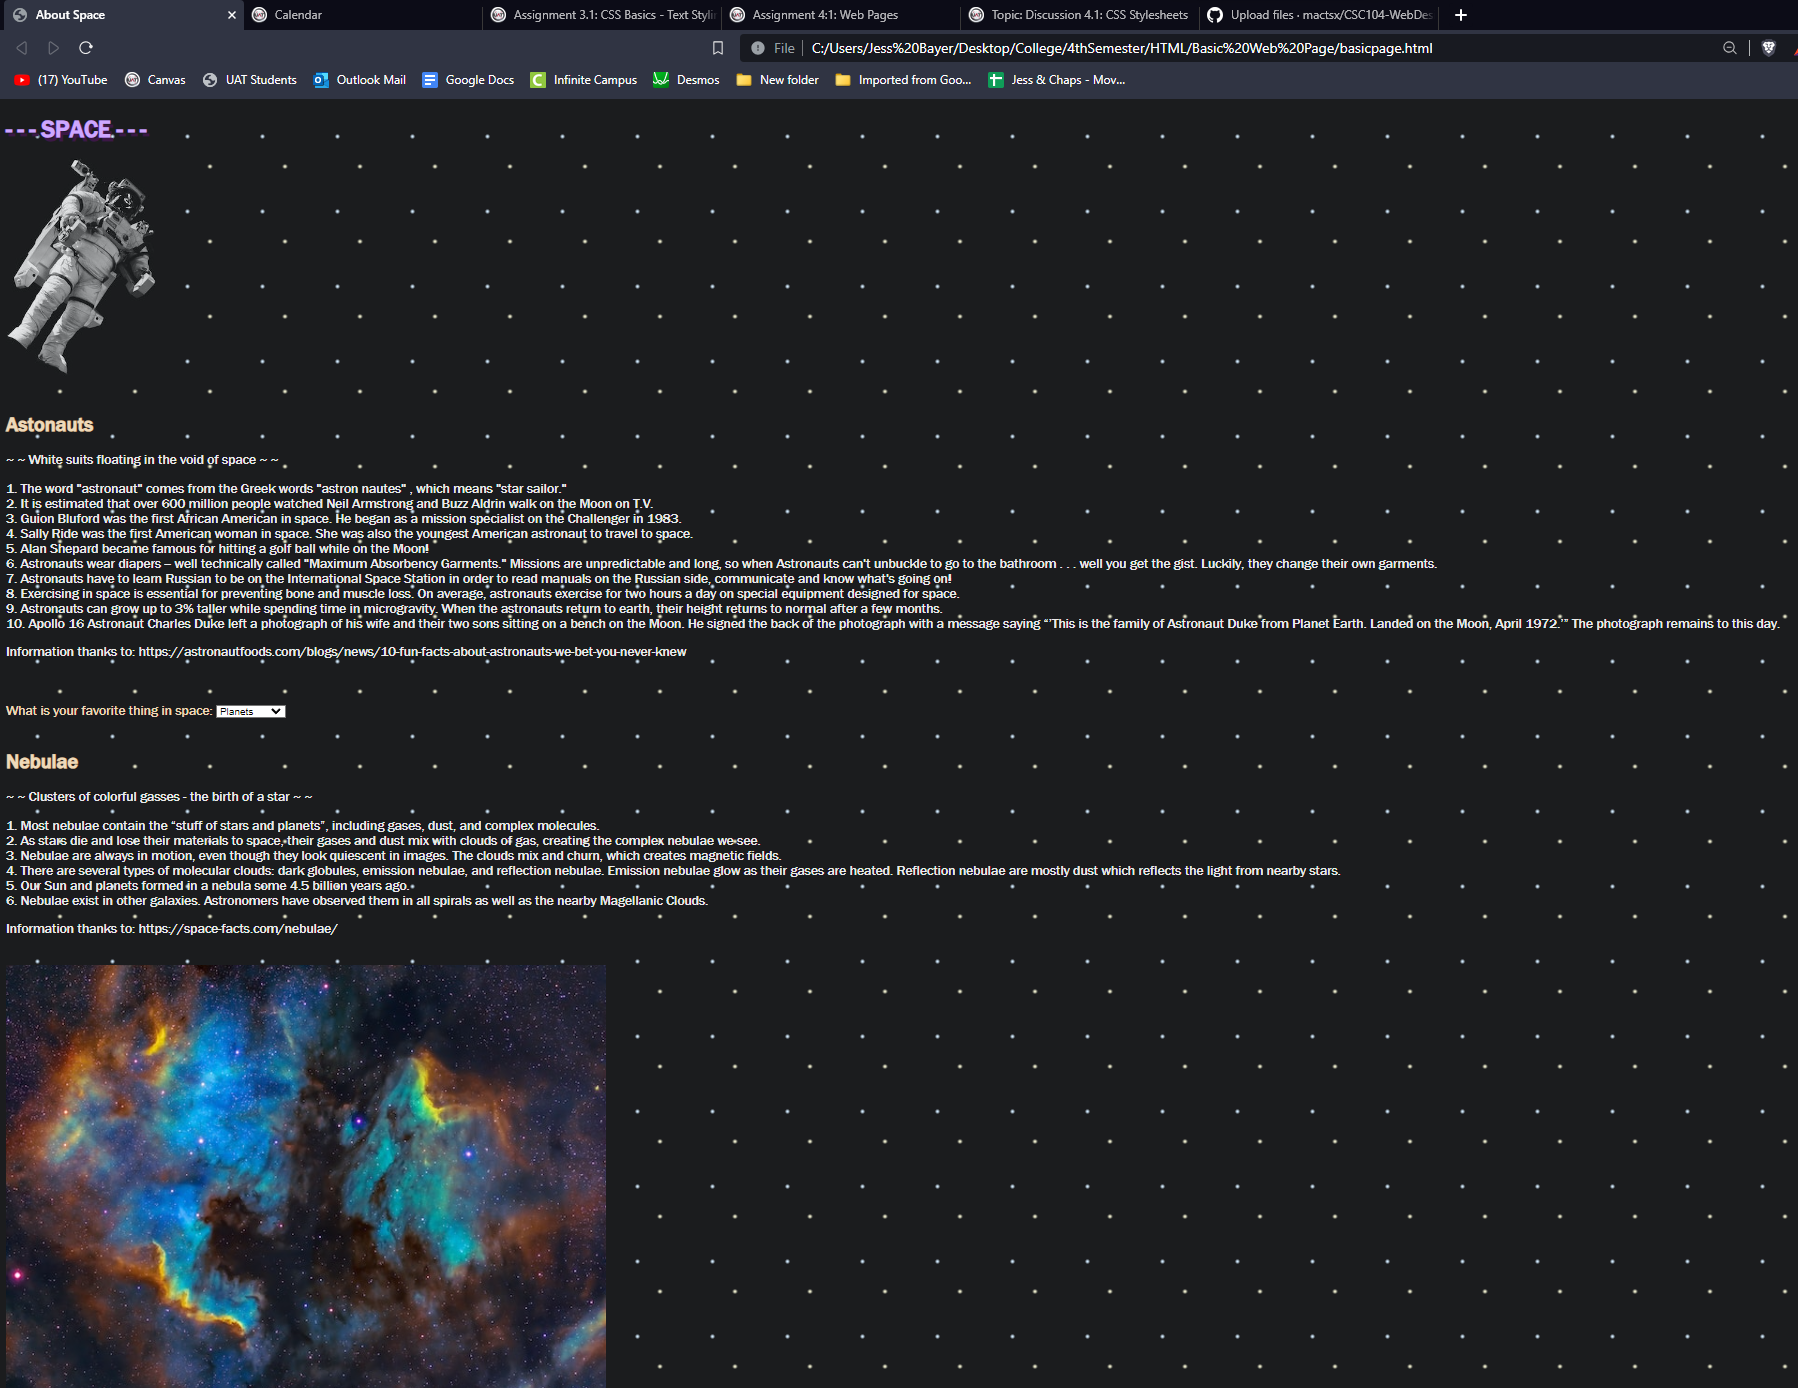 About Space
Calendar
Assignment 3.1: CSS Basics - Text Stylin
Assignment 4:1: Web Pages
Topic: Discussion 4.1: CSS Stylesheets
Upload files · mactsx/CSC104-WebDes
File
C:/Users/Jess%20Bayer/Desktop/College/4thSemester/HTML/Basic%20Web%20Page/basicpage.html
(17) YouTube
Canvas
UAT Students
Outlook Mail
Google Docs
Infinite Campus
Desmos
New folder
Imported from Goo...
Jess & Chaps - Mov...
---.SPACE.---
Astonauts
~ ~ White suits floating in the void of space ~ ~
1. The word "astronaut" comes from the Greek words "astron nautes" , which means "star sailor."
2. It is estimated that over 600 million people watched Neil Armstrong and Buzz Aldrin walk on the Moon on T.V.
3. Guion Bluford was the first African American in space. He began as a mission specialist on the Challenger in 1983.
4. Sally Ride was the first American woman in space. She was also the youngest American astronaut to travel to space.
5. Alan Shepard became famous for hitting a golf ball while on the Moon!
6. Astronauts wear diapers – well technically called "Maximum Absorbency Garments." Missions are unpredictable and long, so when Astronauts can't unbuckle to go to the bathroom . . . well you get the gist. Luckily, they change their own garments.
7. Astronauts have to learn Russian to be on the International Space Station in order to read manuals on the Russian side, communicate and know what's going on!
8. Exercising in space is essential for preventing bone and muscle loss. On average, astronauts exercise for two hours a day on special equipment designed for space.
9. Astronauts can grow up to 3% taller while spending time in microgravity. When the astronauts return to earth, their height returns to normal after a few months.
10. Apollo 16 Astronaut Charles Duke left a photograph of his wife and their two sons sitting on a bench on the Moon. He signed the back of the photograph with a message saying “'This is the family of Astronaut Duke from Planet Earth. Landed on the Moon, April 1972.'” The photograph remains to this day.
Information thanks to: https://astronautfoods.com/blogs/news/10-fun-facts-about-astronauts-we-bet-you-never-knew
What is your favorite thing in space: Planets
Nebulae
~ ~ Clusters of colorful gasses - the birth of a star ~ ~
1. Most nebulae contain the “stuff of stars and planets”, including gases, dust, and complex molecules.
2. As stars die and lose their materials to space, their gases and dust mix with clouds of gas, creating the complex nebulae we see.
3. Nebulae are always in motion, even though they look quiescent in images. The clouds mix and churn, which creates magnetic fields.
4. There are several types of molecular clouds: dark globules, emission nebulae, and reflection nebulae. Emission nebulae glow as their gases are heated. Reflection nebulae are mostly dust which reflects the light from nearby stars.
5. Our Sun and planets formed in a nebula some 4.5 billion years ago.
6. Nebulae exist in other galaxies. Astronomers have observed them in all spirals as well as the nearby Magellanic Clouds.
Information thanks to: https://space-facts.com/nebulae/